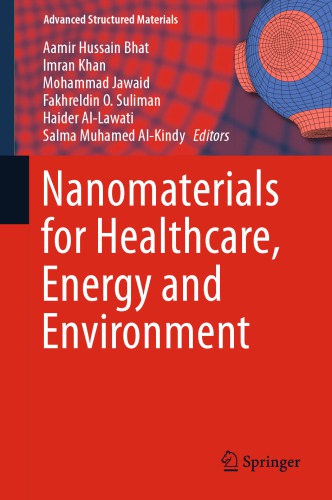 Advanced Structured Materials
Aamir Hussain Bhat
Imran Khan
Mohammad Jawaid
Fakhreldin O. Suliman
Haider Al-Lawati
Salma Muhamed Al-Kindy Editors
Nanomaterials
for Healthcare,
Energy and
Environment
Springer